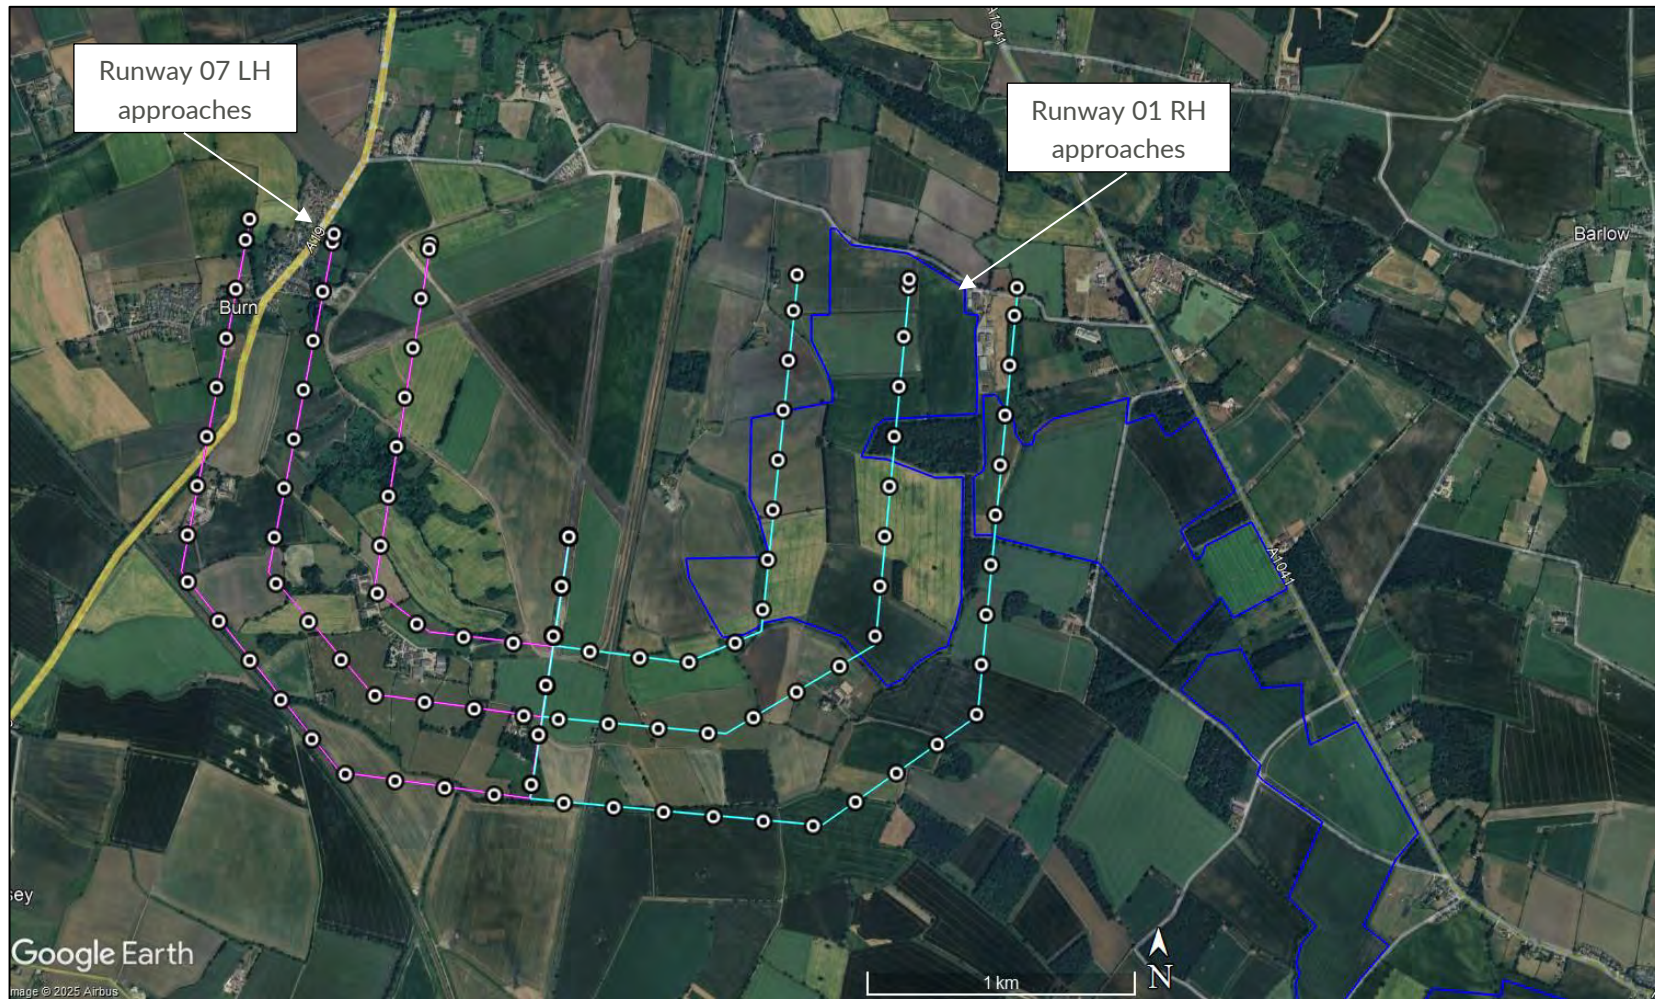 A1041
Runway 07 LH
approaches
Runway 01 RH
approaches
A19
Barlow
Burn
A1041
sey
Google Earth
1 km
N
mage © 2025 Airbus